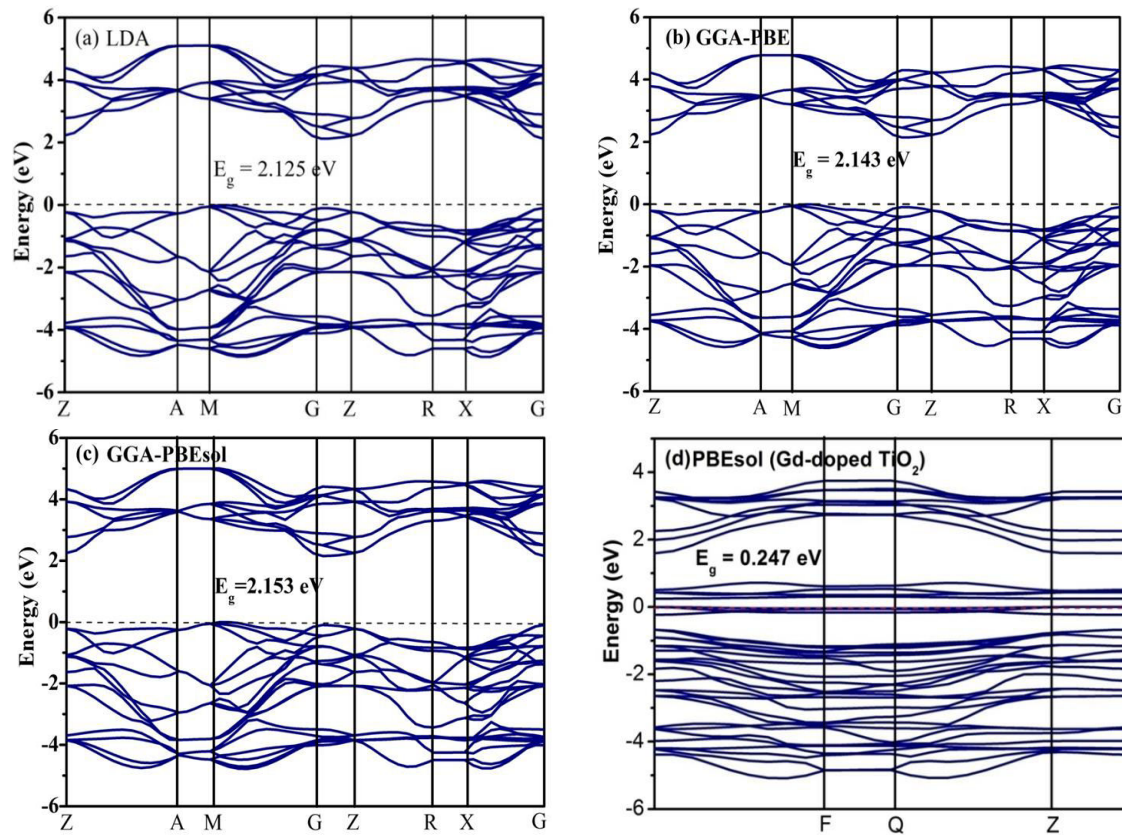 (a) LDA
Energy (eV)
6
4
2
0
-2
-4
-6
E_g = 2.125 eV
Z A M G Z R X G
(b) GGA-PBE
Energy (eV)
6
4
2
0
-2
-4
-6
E_g = 2.143 eV
Z A M G Z R X G
(c) GGA-PBEsol
Energy (eV)
6
4
2
0
-2
-4
-6
E_g =2.153 eV
Z A M G Z R X G
(d) PBEsol (Gd-doped TiO₂)
Energy (eV)
4
2
0
-2
-4
-6
E_g = 0.247 eV
F Q Z